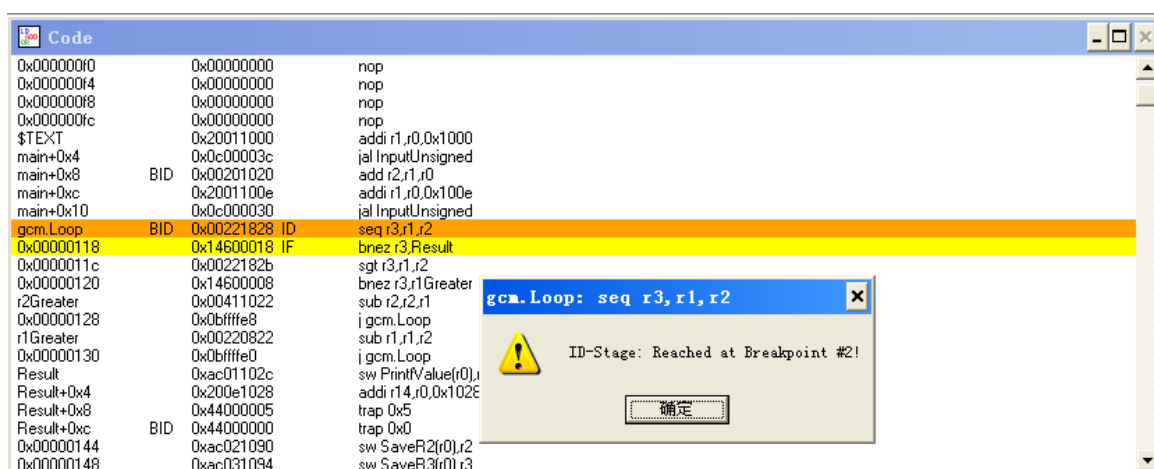 Code
0x000000f0 0x00000000 nop
0x000000f4 0x00000000 nop
0x000000f8 0x00000000 nop
0x000000fc 0x00000000 nop
$TEXT 0x20011000 addi r1,r0,0x1000
main+0x4 0x0c00003c jal InputUnsigned
main+0x8 BID 0x00201020 add r2,r1,r0
main+0xc 0x2001100e addi r1,r0,0x100e
main+0x10 0x0c000030 jal InputUnsigned
gcm.Loop BID 0x00221828 ID seq r3,r1,r2
0x00000118 0x14600018 IF bnez r3,Result
0x0000011c 0x0022182b sgt r3,r1,r2
0x00000120 0x14600008 bnez r3,r1Greater
r2Greater 0x00411022 sub r2,r2,r1
0x00000128 0x0bffffe8 j gcm.Loop
r1Greater 0x00220822 sub r1,r1,r2
0x00000130 0x0bffffe0 j gcm.Loop
Result 0xac01102c sw PrintfValue(r0),
Result+0x4 0x200e1028 addi r14,r0,0x1028
Result+0x8 0x44000005 trap 0x5
Result+0xc BID 0x44000000 trap 0x0
0x00000144 0xac021090 sw SaveR2(r0),r2
0x00000148 0xac031094 sw SaveR3(r0),r3
gcm.Loop: seq r3,r1,r2
ID-Stage: Reached at Breakpoint #2!
确定